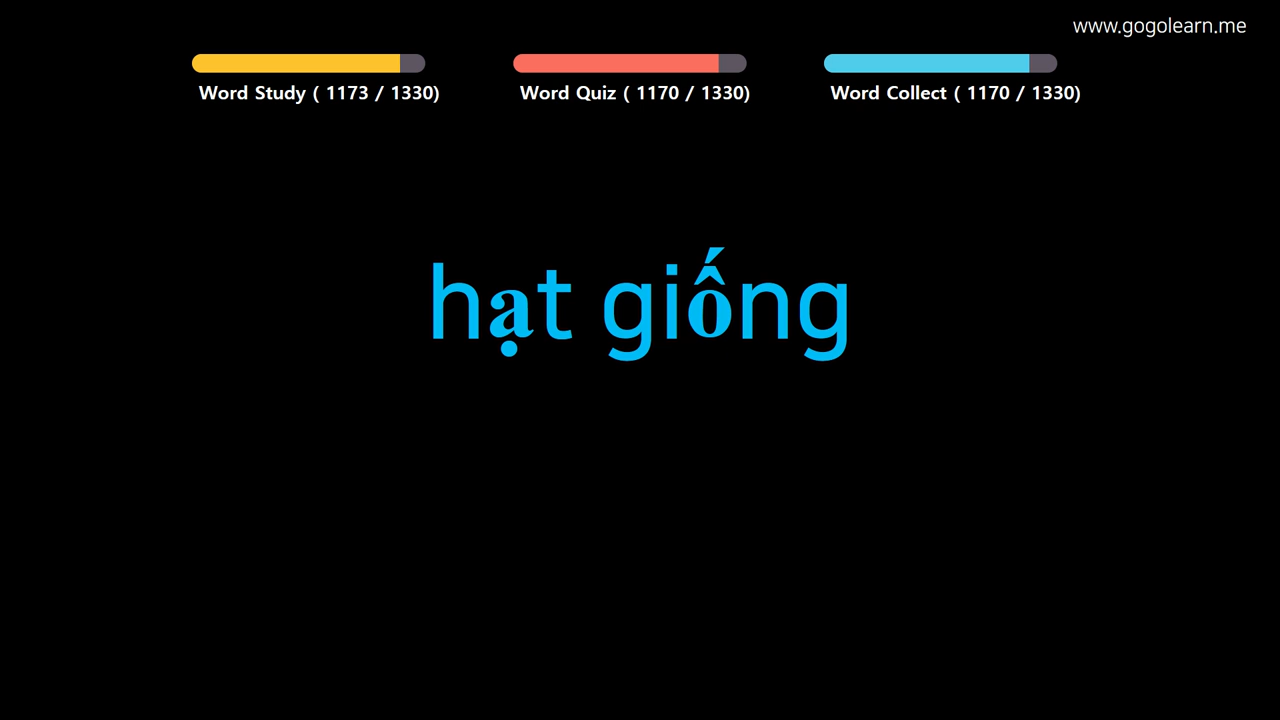 www.gogolearn.me
Word Study ( 1173 / 1330)
Word Quiz ( 1170 / 1330)
Word Collect ( 1170 / 1330)
hạt giống